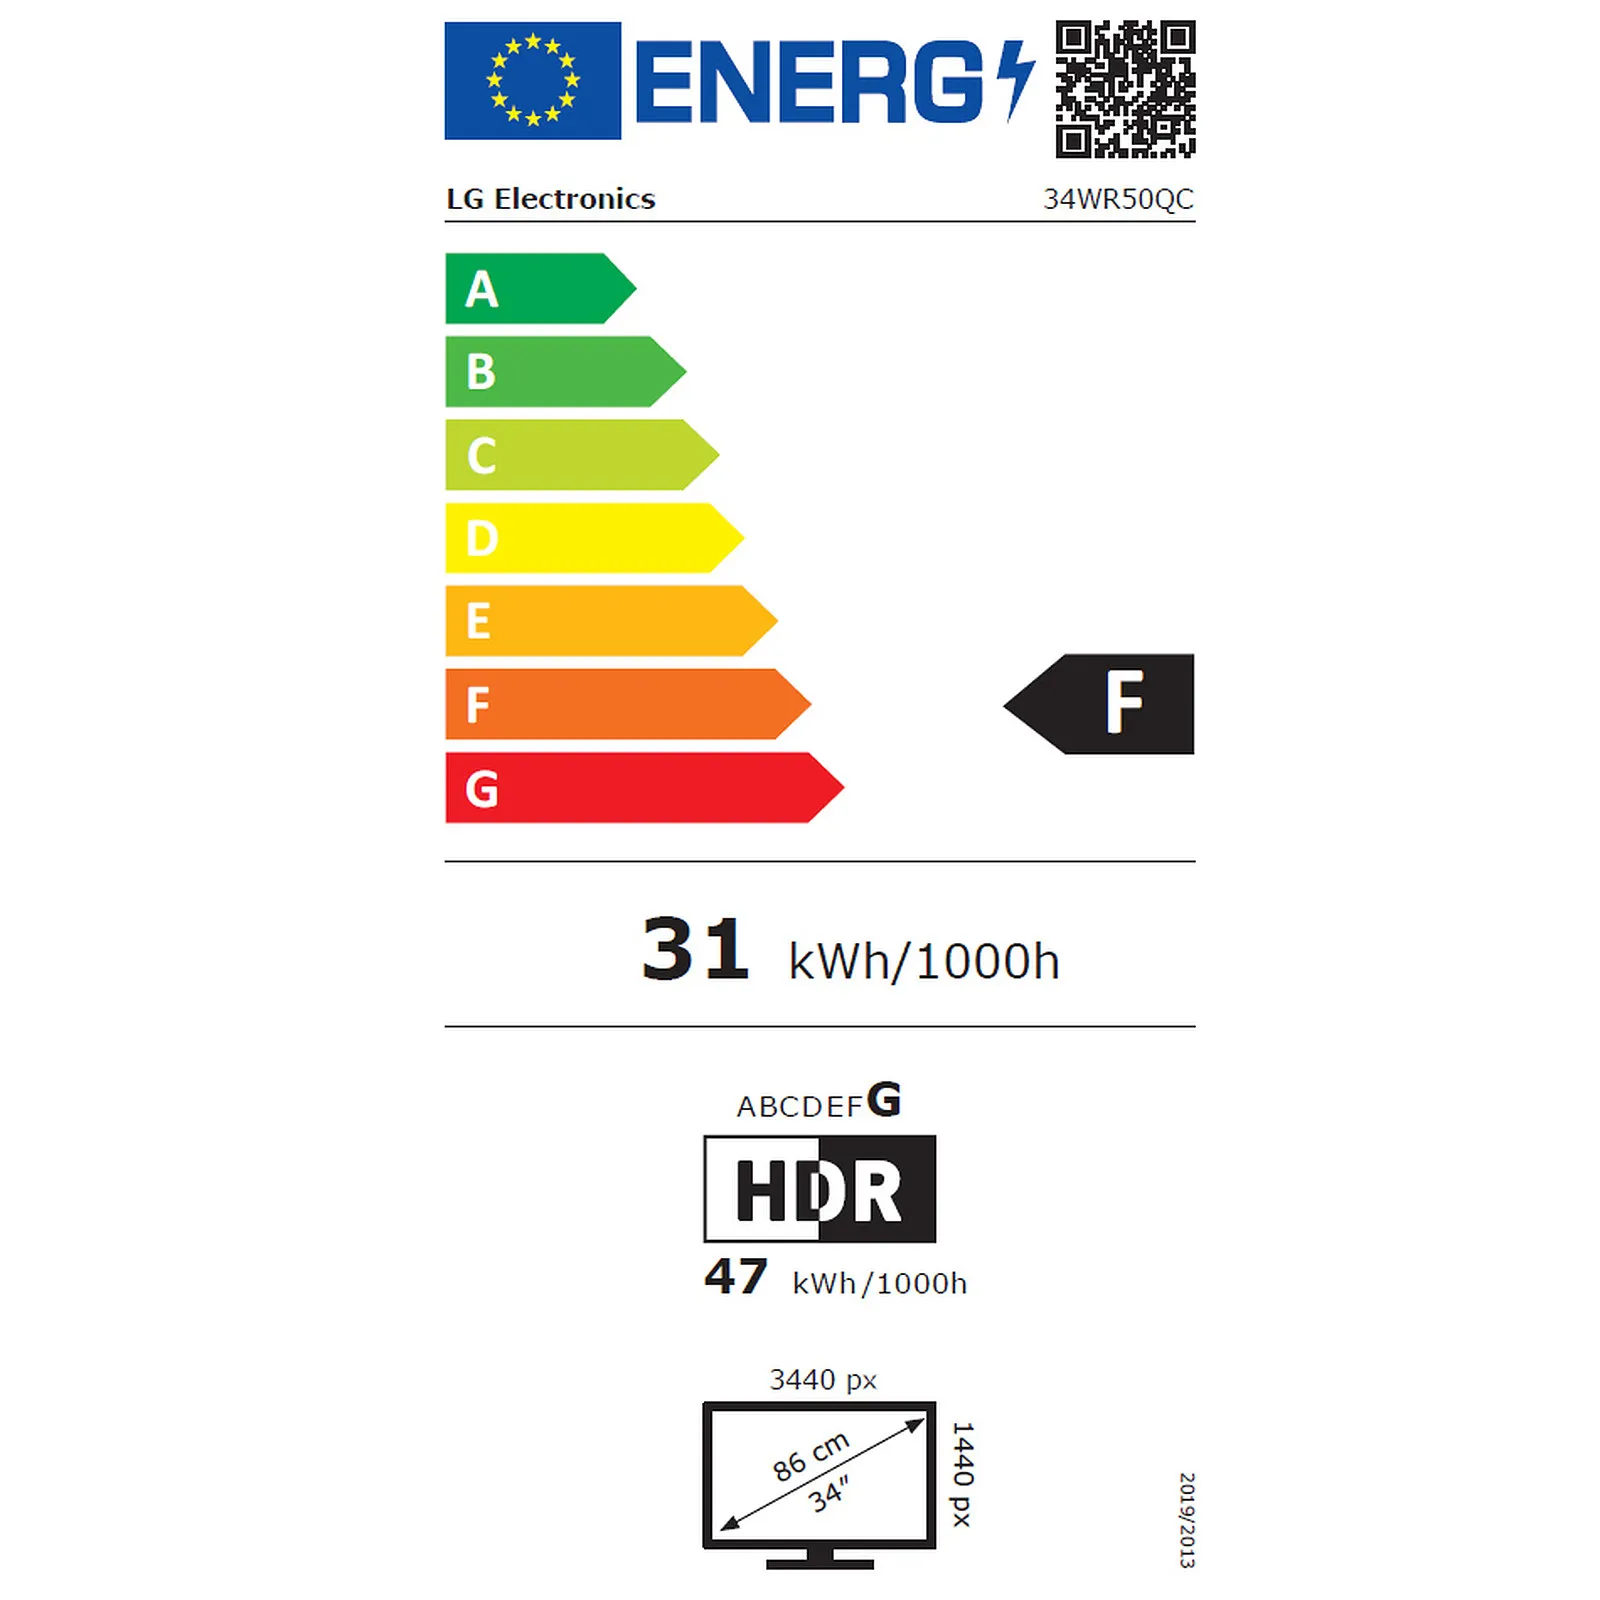 ENERG
LG Electronics 34WR50QC
A
B
C
D
E
F
F
G
31 kWh/1000h
ABCDEFG
HDR
47 kWh/1000h
3440 px
86 cm
34"
1440 px
2019/2013